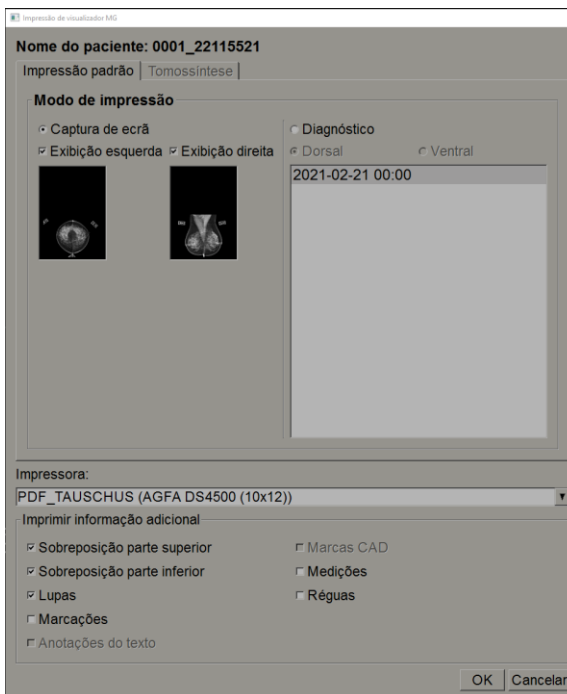 Impressão de visualizador MG
Nome do paciente: 0001_22115521
Impressão padrão Tomossíntese
Modo de impressão
Captura de ecrã Diagnóstico
Exibição esquerda Exibição direita Dorsal Ventral
2021-02-21 00:00
Impressora:
PDF_TAUSCHUS (AGFA DS4500 (10x12))
Imprimir informação adicional
Sobreposição parte superior Marcas CAD
Sobreposição parte inferior Medições
Lupas Réguas
Marcações
Anotações do texto
OK Cancelar